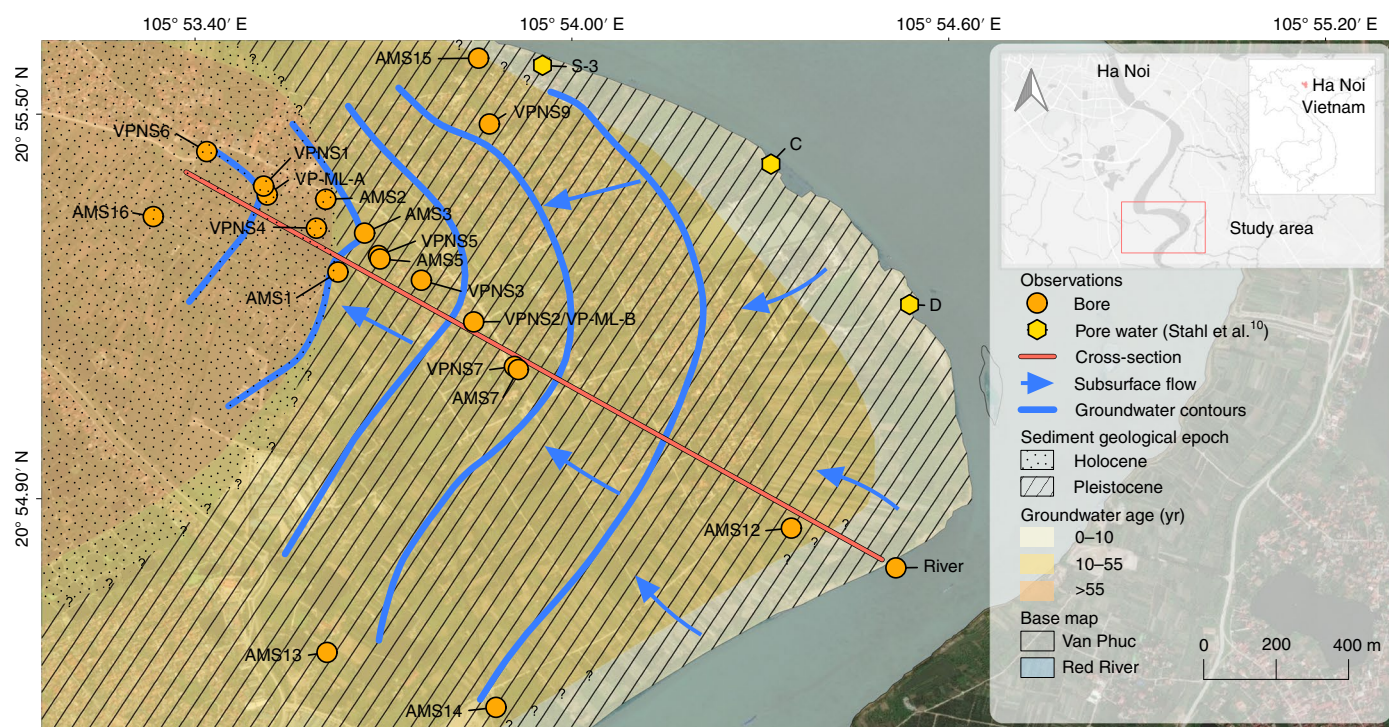 105° 53.40′ E
105° 54.00′ E
105° 54.60′ E
105° 55.20′ E
20° 55.50′ N
20° 54.90′ N
?
AMS15
S-3
VPNS9
VPNS6
VPNS1
VP-ML-A
C
AMS2
AMS16
VPNS4
AMS3
VPNS5
AMS5
AMS1
VPNS3
D
VPNS2/VP-ML-B
VPNS7
AMS7
AMS12
River
AMS13
AMS14
Ha Noi
Ha Noi
Vietnam
Study area
Observations
Bore
Pore water (Stahl et al.10)
Cross-section
Subsurface flow
Groundwater contours
Sediment geological epoch
Holocene
Pleistocene
Groundwater age (yr)
0–10
10–55
>55
Base map
Van Phuc
Red River
0 200 400 m